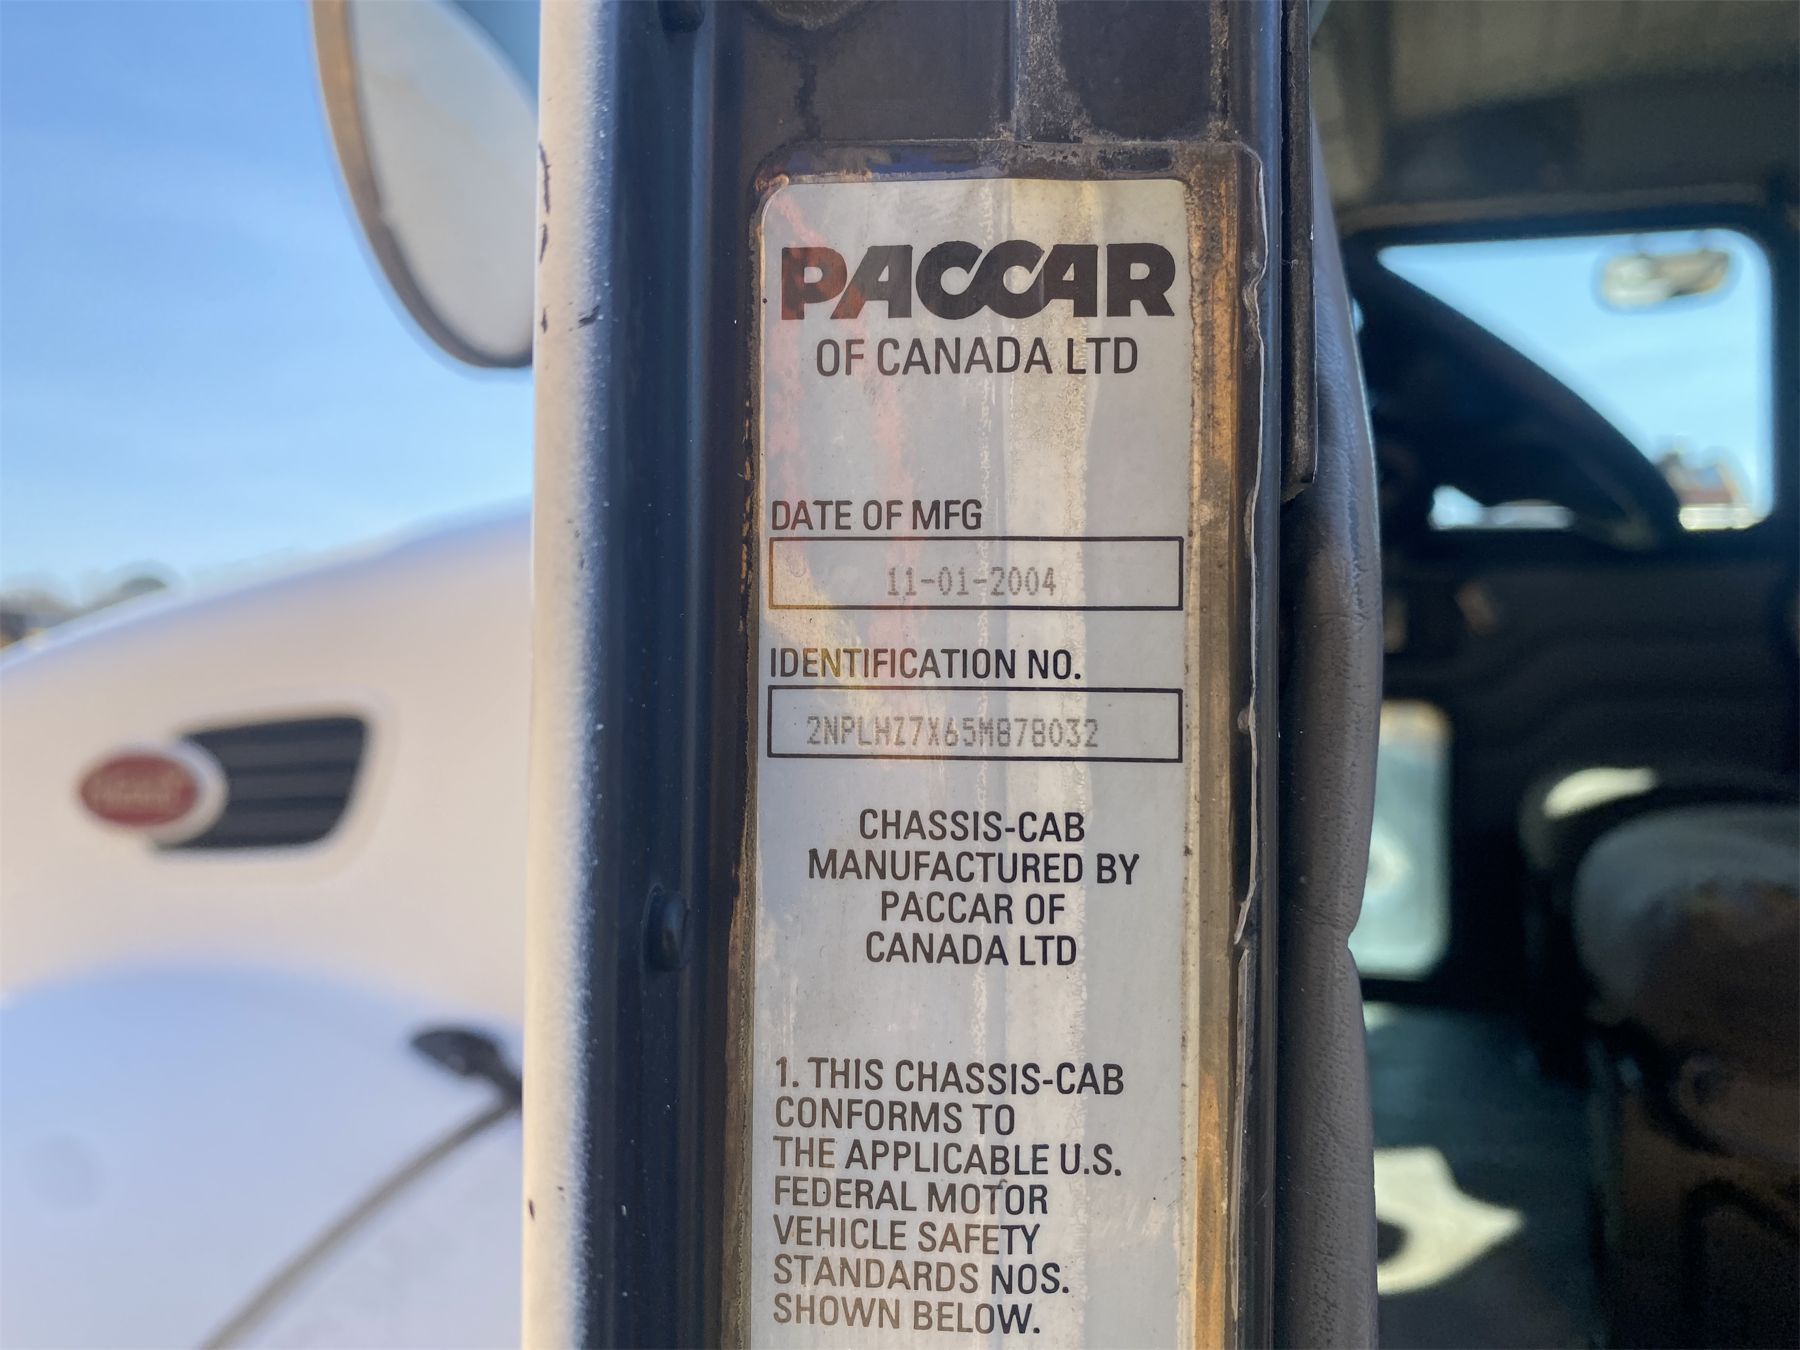 PACCAR
OF CANADA LTD
DATE OF MFG
11-01-2004
IDENTIFICATION NO.
2NPLHZ7X65M878032
CHASSIS-CAB
MANUFACTURED BY
PACCAR OF
CANADA LTD
1. THIS CHASSIS-CAB
CONFORMS TO
THE APPLICABLE U.S.
FEDERAL MOTOR
VEHICLE SAFETY
STANDARDS NOS.
SHOWN BELOW.